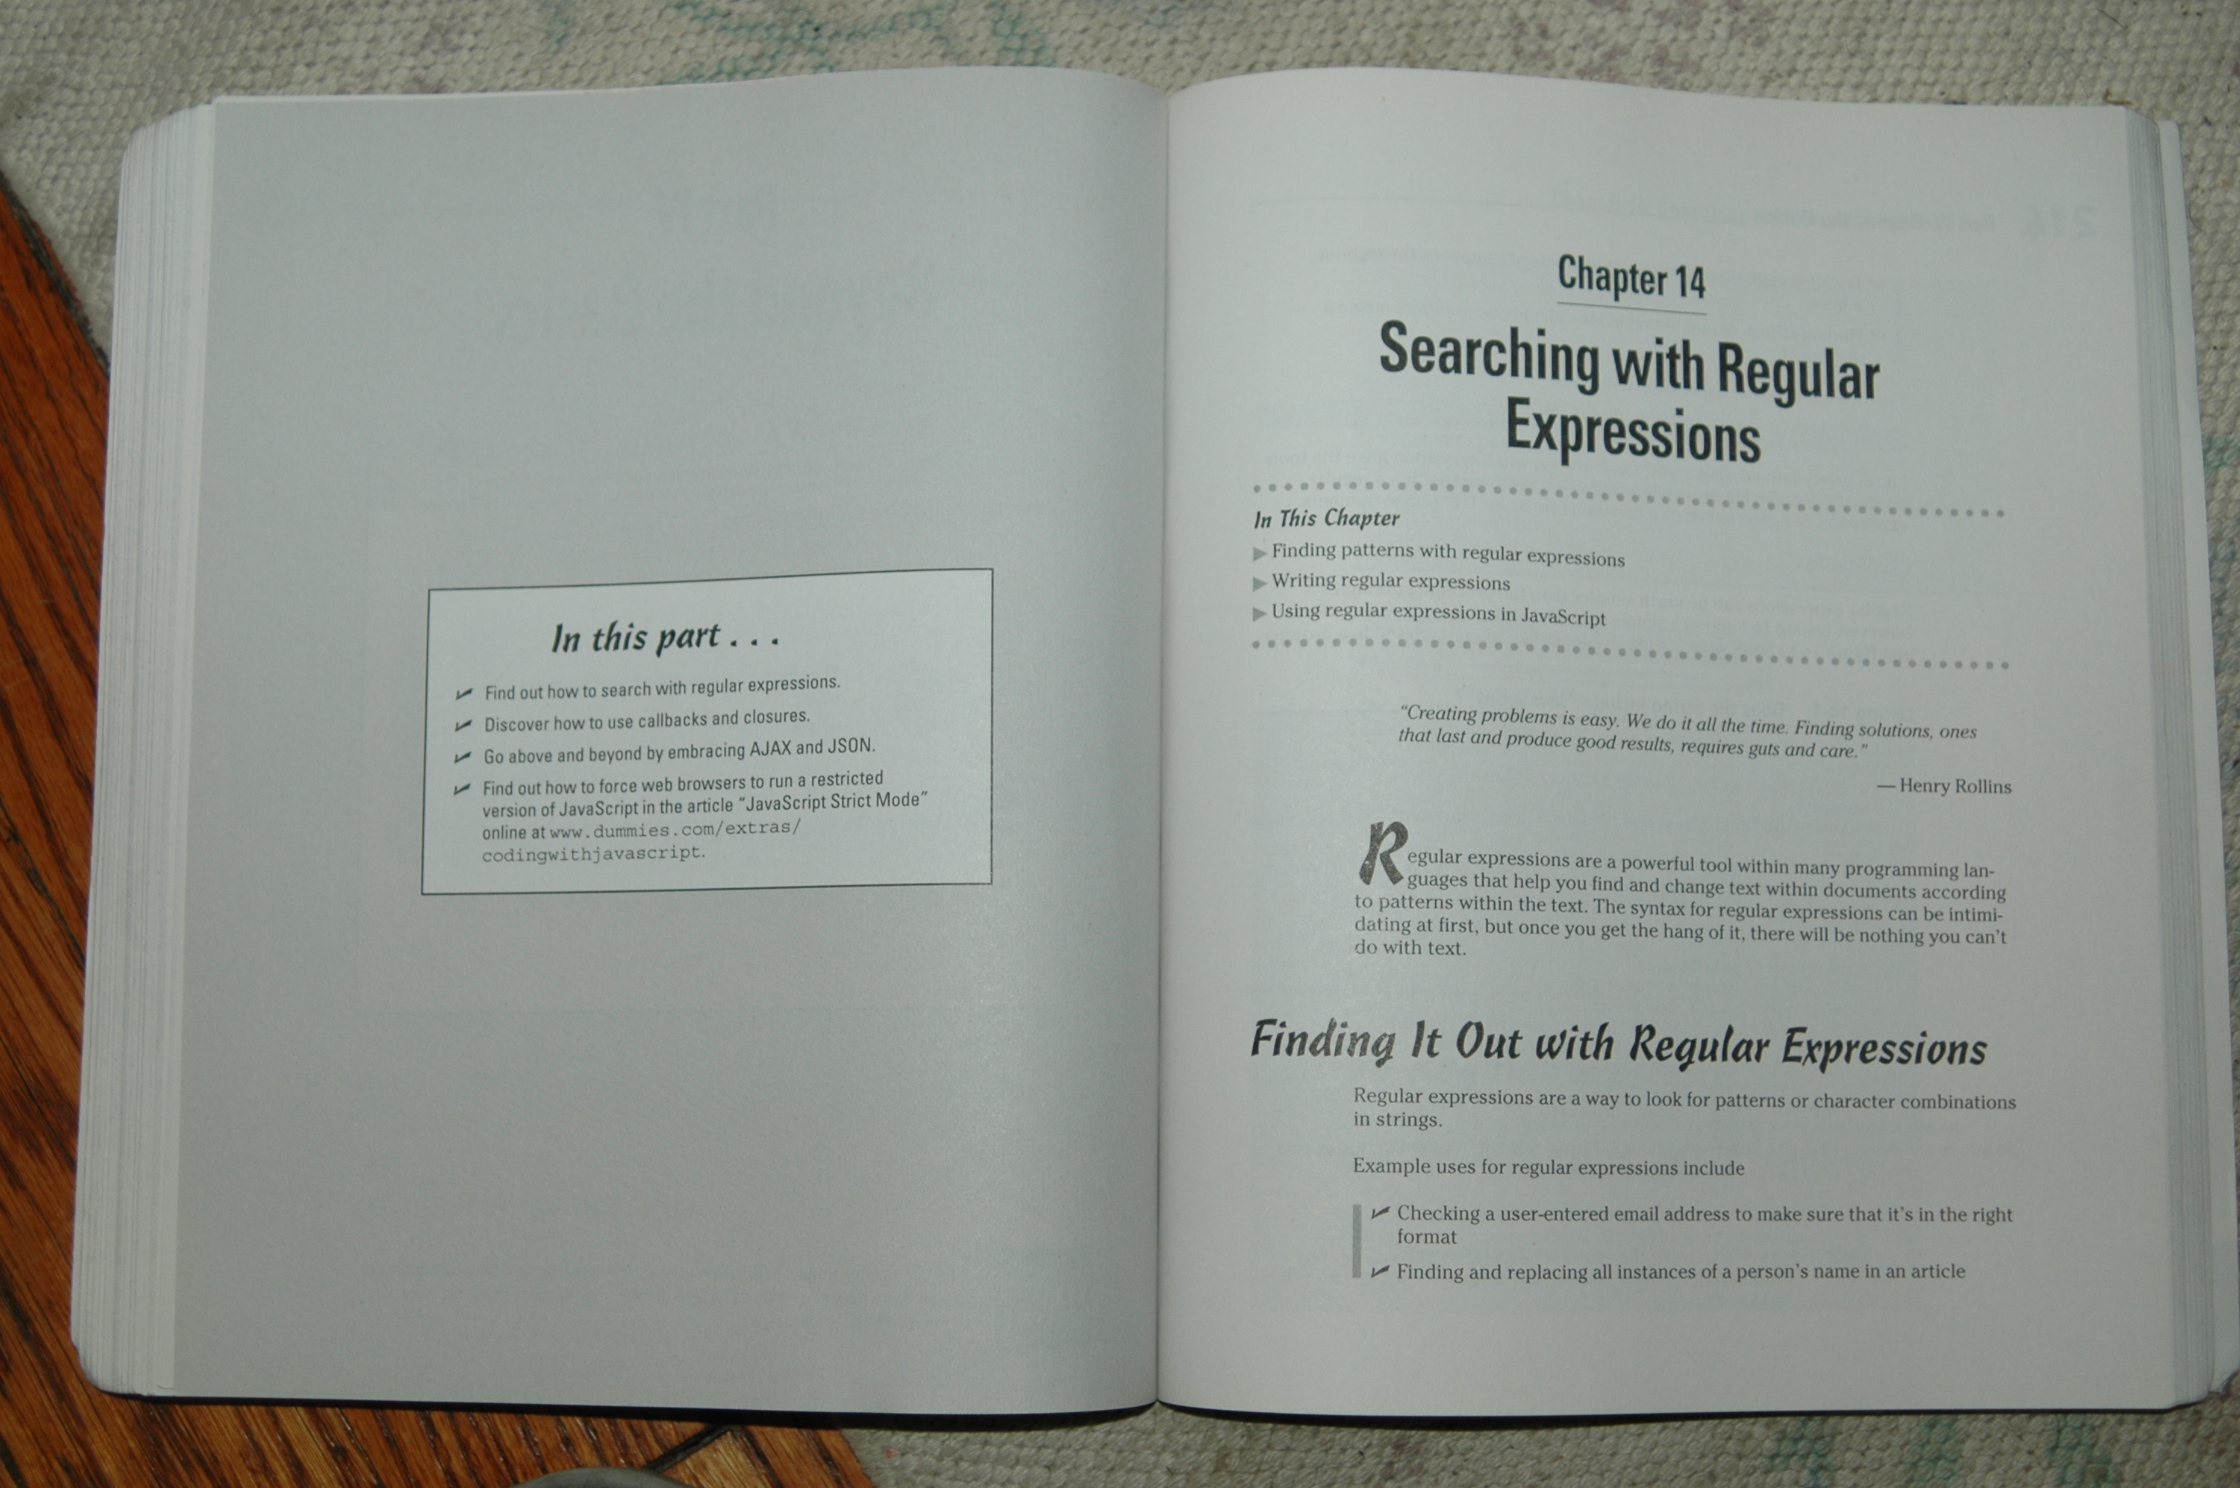 In this part . . .
✓ Find out how to search with regular expressions.
✓ Discover how to use callbacks and closures.
✓ Go above and beyond by embracing AJAX and JSON.
✓ Find out how to force web browsers to run a restricted
version of JavaScript in the article “JavaScript Strict Mode”
online at www.dummies.com/extras/
codingwithjavascript.
Chapter 14
Searching with Regular
Expressions
In This Chapter
▶ Finding patterns with regular expressions
▶ Writing regular expressions
▶ Using regular expressions in JavaScript
“Creating problems is easy. We do it all the time. Finding solutions, ones
that last and produce good results, requires guts and care.”
— Henry Rollins
Regular expressions are a powerful tool within many programming lan-
guages that help you find and change text within documents according
to patterns within the text. The syntax for regular expressions can be intimi-
dating at first, but once you get the hang of it, there will be nothing you can’t
do with text.
Finding It Out with Regular Expressions
Regular expressions are a way to look for patterns or character combinations
in strings.
Example uses for regular expressions include
✓ Checking a user-entered email address to make sure that it’s in the right
format
✓ Finding and replacing all instances of a person’s name in an article